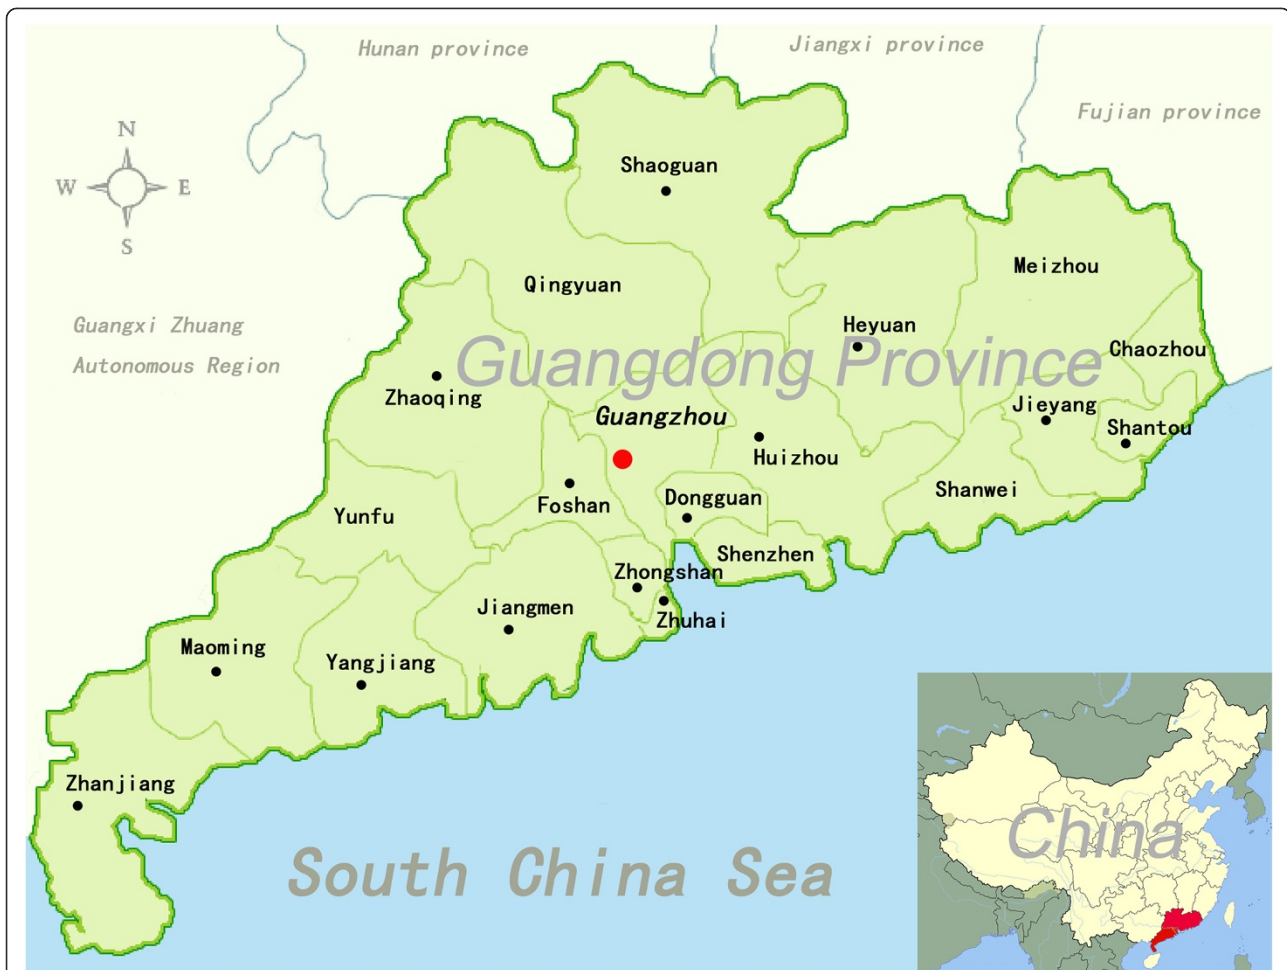 Hunan province
Jiangxi province
Fujian province
N
W
E
S
Shaoguan
Meizhou
Qingyuan
Guangxi Zhuang
Autonomous Region
Heyuan
Chaozhou
Guangdong Province
Zhaoqing
Guangzhou
Jieyang
Shantou
Huizhou
Shanwei
Foshan
Dongguan
Yunfu
Shenzhen
Zhongshan
Jiangmen
Zhuhai
Maoming
Yangjiang
Zhanjiang
South China Sea
China